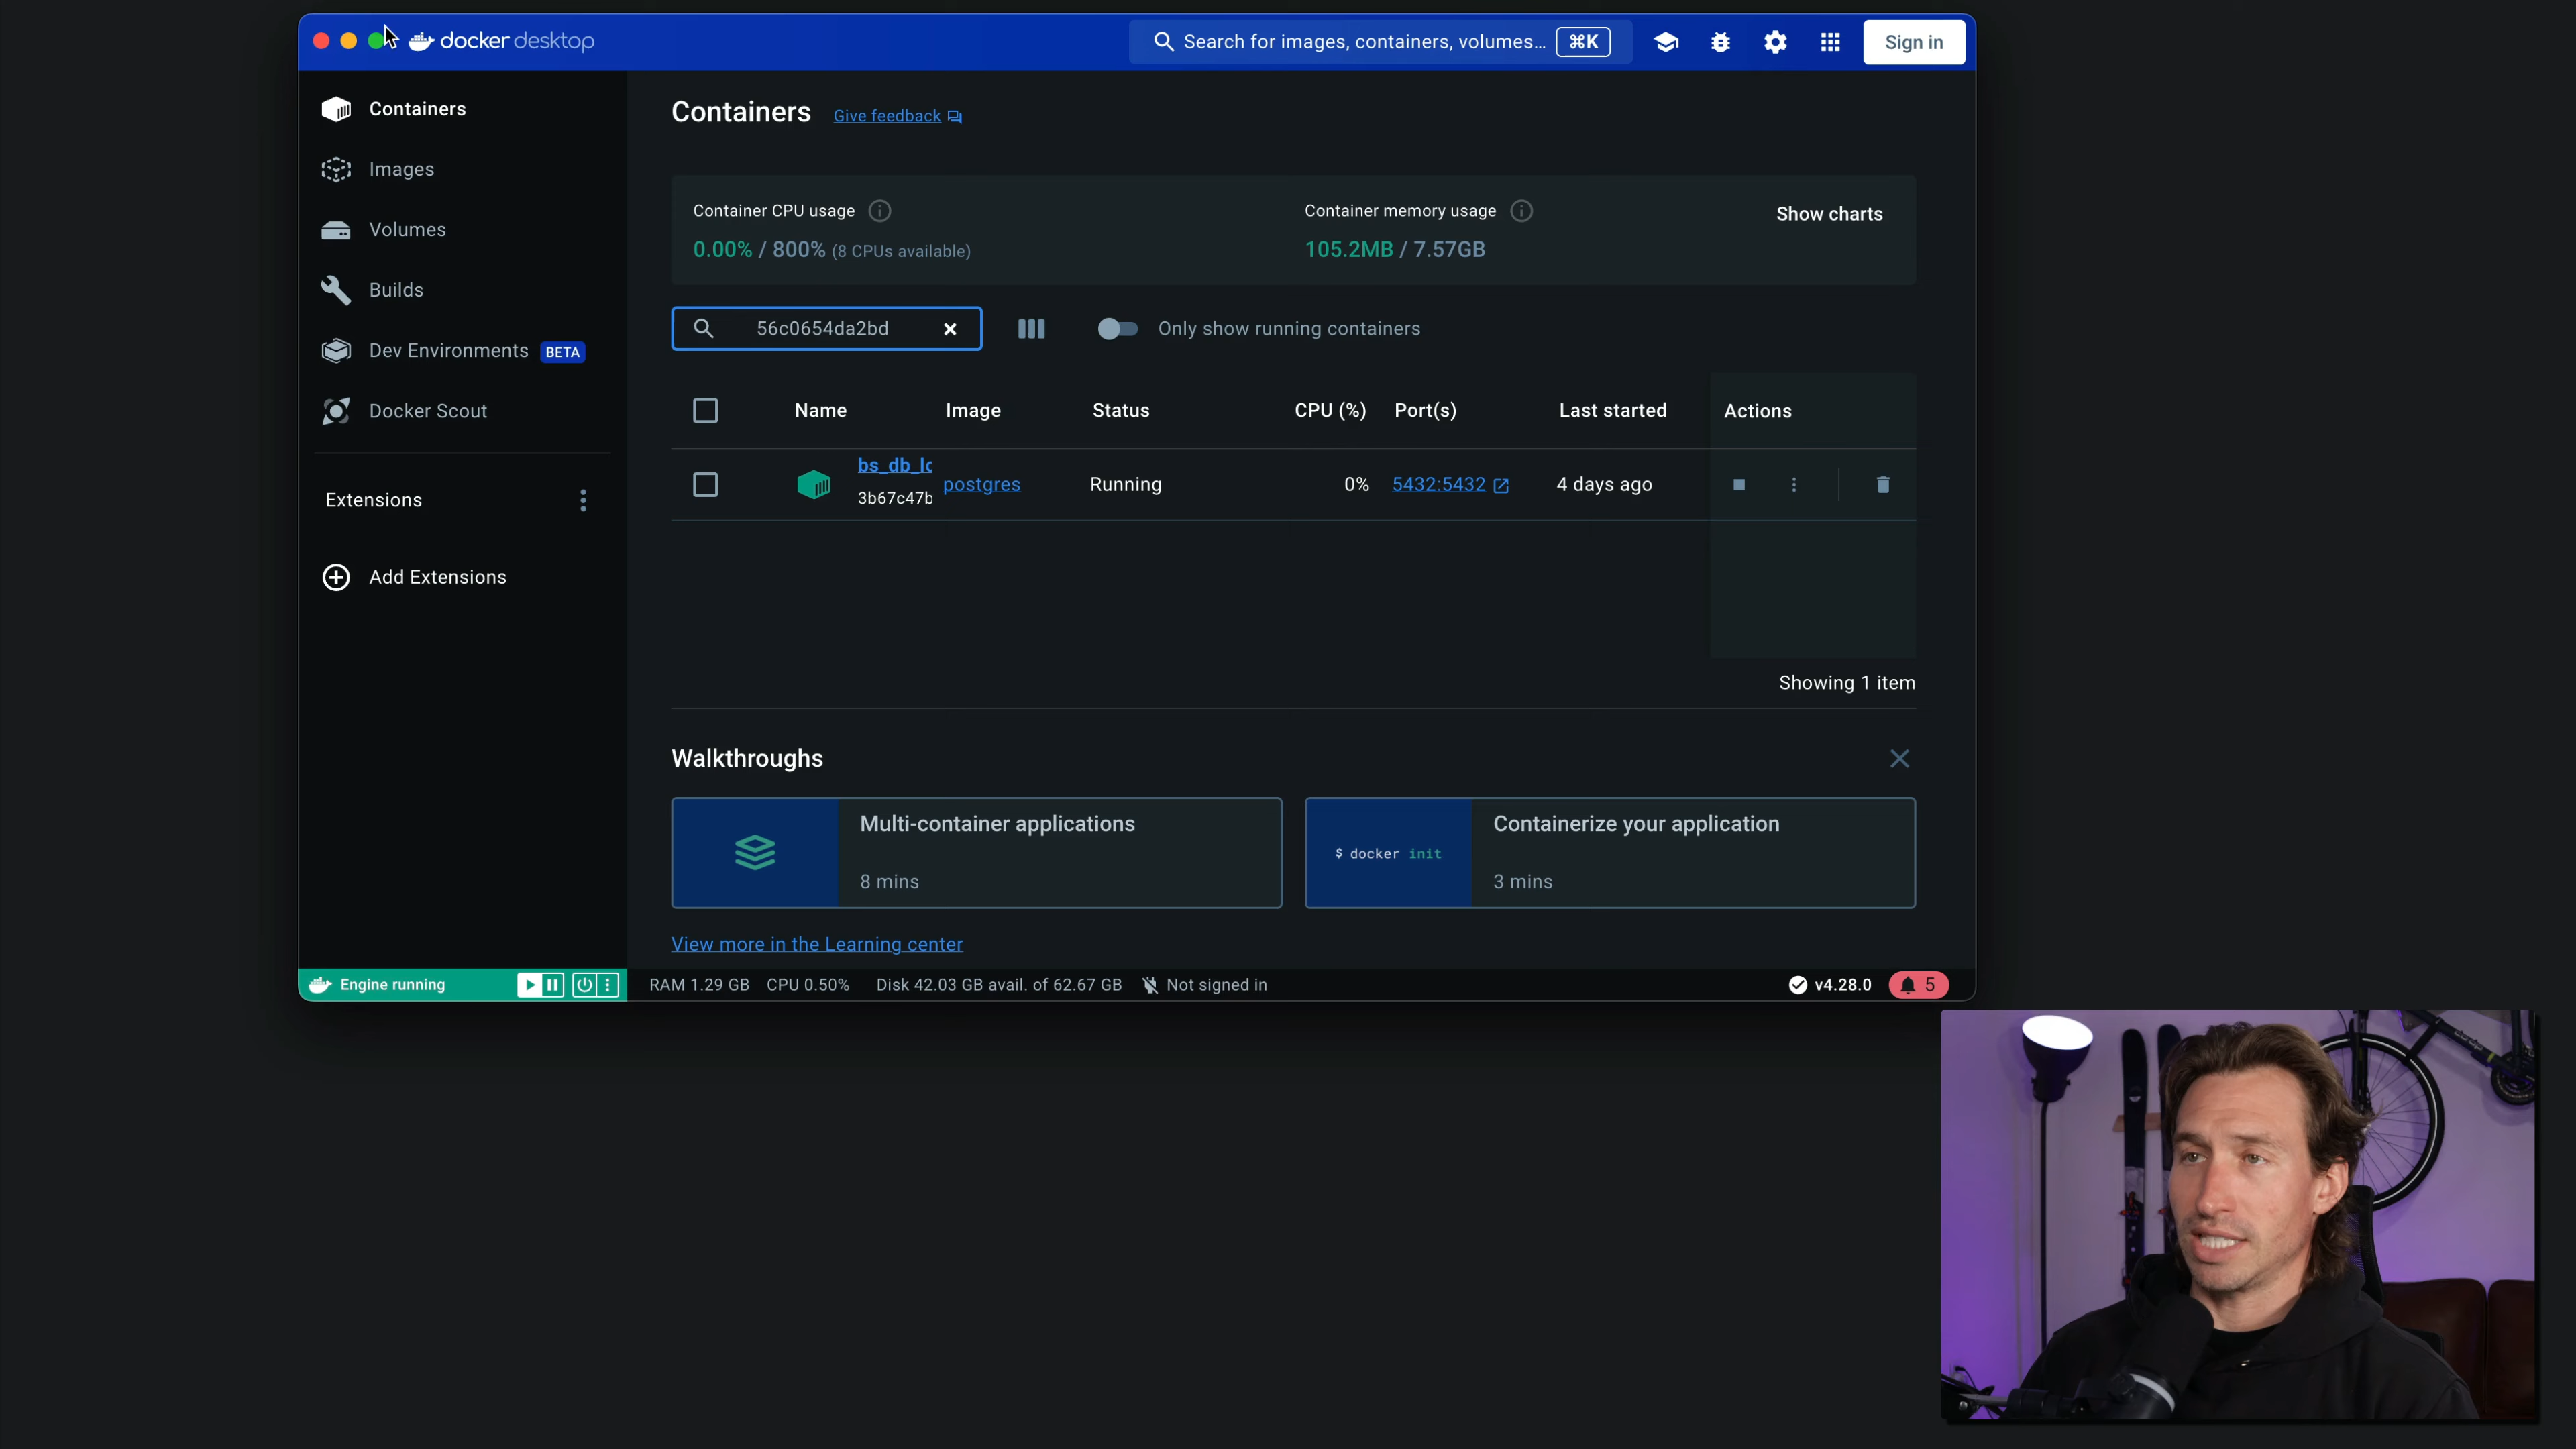 docker desktop
Search for images, containers, volumes... ⌘K
Sign in
Containers
Images
Volumes
Builds
Dev Environments BETA
Docker Scout
Extensions
Add Extensions
Containers Give feedback
Container CPU usage
0.00% / 800% (8 CPUs available)
Container memory usage
105.2MB / 7.57GB
Show charts
56c0654da2bd
Only show running containers
Name Image Status CPU (%) Port(s) Last started Actions
bs_db_lo
3b67c47b
postgres Running 0% 5432:5432 4 days ago
Showing 1 item
Walkthroughs
Multi-container applications
8 mins
$ docker init
Containerize your application
3 mins
View more in the Learning center
Engine running
RAM 1.29 GB CPU 0.50% Disk 42.03 GB avail. of 62.67 GB Not signed in
v4.28.0 5